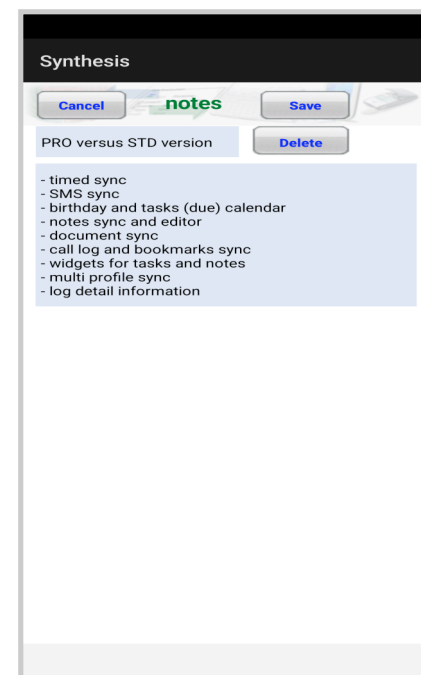 Synthesis
Cancel notes Save
PRO versus STD version Delete
- timed sync
- SMS sync
- birthday and tasks (due) calendar
- notes sync and editor
- document sync
- call log and bookmarks sync
- widgets for tasks and notes
- multi profile sync
- log detail information